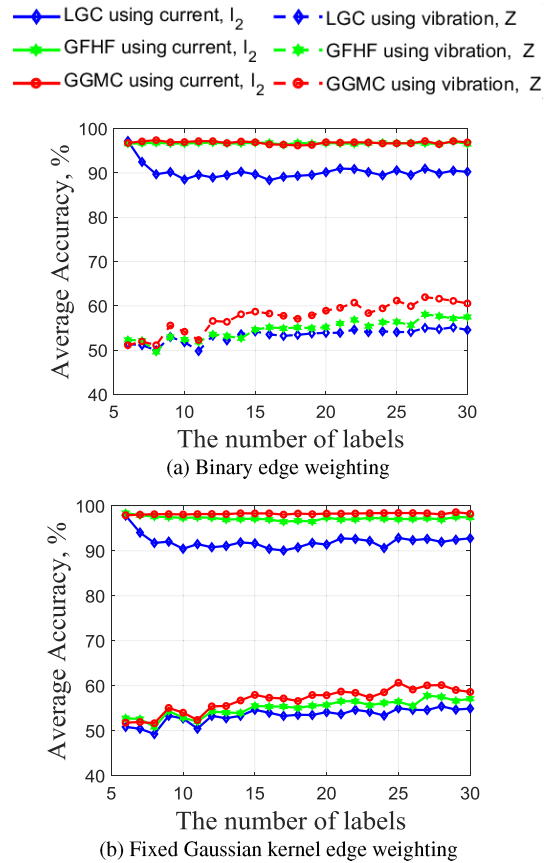 LGC using current, I2 LGC using vibration, Z
GFHF using current, I2 GFHF using vibration, Z
GGMC using current, I2 GGMC using vibration, Z
100
90
80
70
60
50
40
Average Accuracy, %
5 10 15 20 25 30
The number of labels
(a) Binary edge weighting
100
90
80
70
60
50
40
Average Accuracy, %
5 10 15 20 25 30
The number of labels
(b) Fixed Gaussian kernel edge weighting